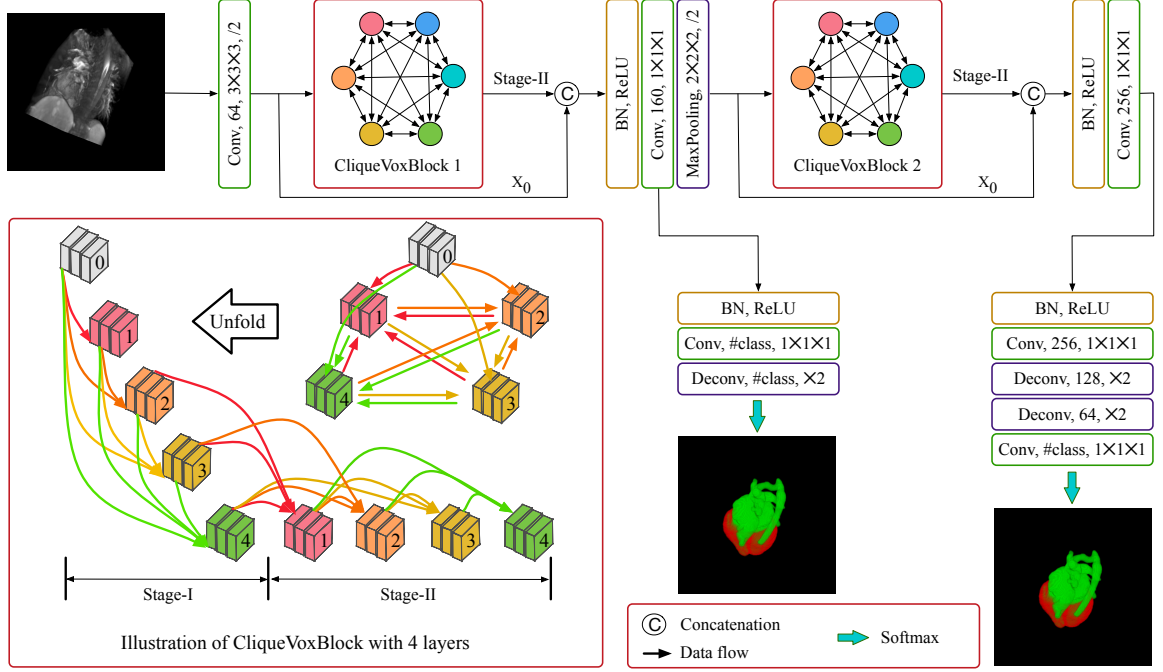 Conv, 64, 3×3×3, /2
CliqueVoxBlock 1
Stage-II
C
X0
BN, ReLU
Conv, 160, 1×1×1
MaxPooling, 2×2×2, /2
CliqueVoxBlock 2
Stage-II
C
X0
BN, ReLU
Conv, 256, 1×1×1
0
1
2
3
4
1
2
3
4
Unfold
0
1
2
3
4
Stage-I
Stage-II
Illustration of CliqueVoxBlock with 4 layers
BN, ReLU
Conv, #class, 1×1×1
Deconv, #class, ×2
BN, ReLU
Conv, 256, 1×1×1
Deconv, 128, ×2
Deconv, 64, ×2
Conv, #class, 1×1×1
C Concatenation
Data flow
Softmax